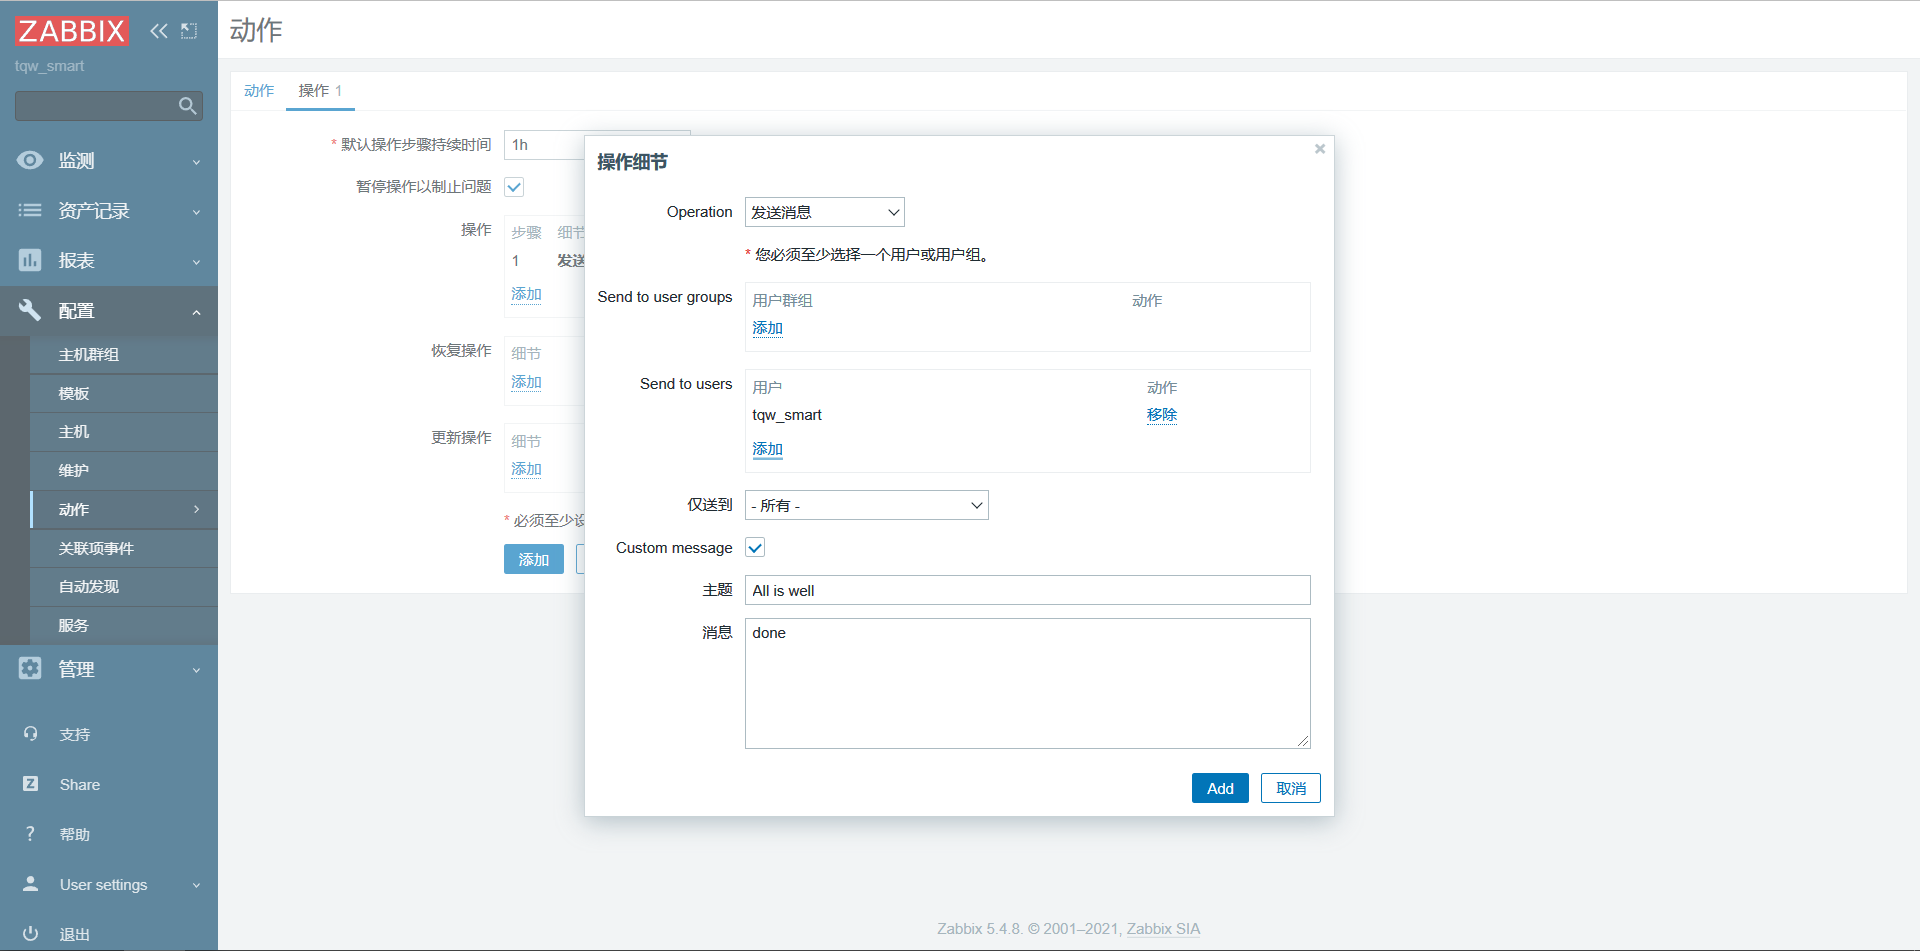 ZABBIX
tqw_smart
监测
资产记录
报表
配置
主机群组
模板
主机
维护
动作
关联项事件
自动发现
服务
管理
支持
Share
帮助
User settings
退出
动作
动作 操作 1
* 默认操作步骤持续时间 1h
暂停操作以制止问题
操作 步骤 细节
1 发送
添加
恢复操作 细节
添加
更新操作 细节
添加
* 必须至少设
添加
操作细节
Operation 发送消息
* 您必须至少选择一个用户或用户组。
Send to user groups 用户群组 动作
添加
Send to users 用户 动作
tqw_smart 移除
添加
仅送到 - 所有 -
Custom message
主题 All is well
消息 done
Add 取消
Zabbix 5.4.8. © 2001–2021, Zabbix SIA